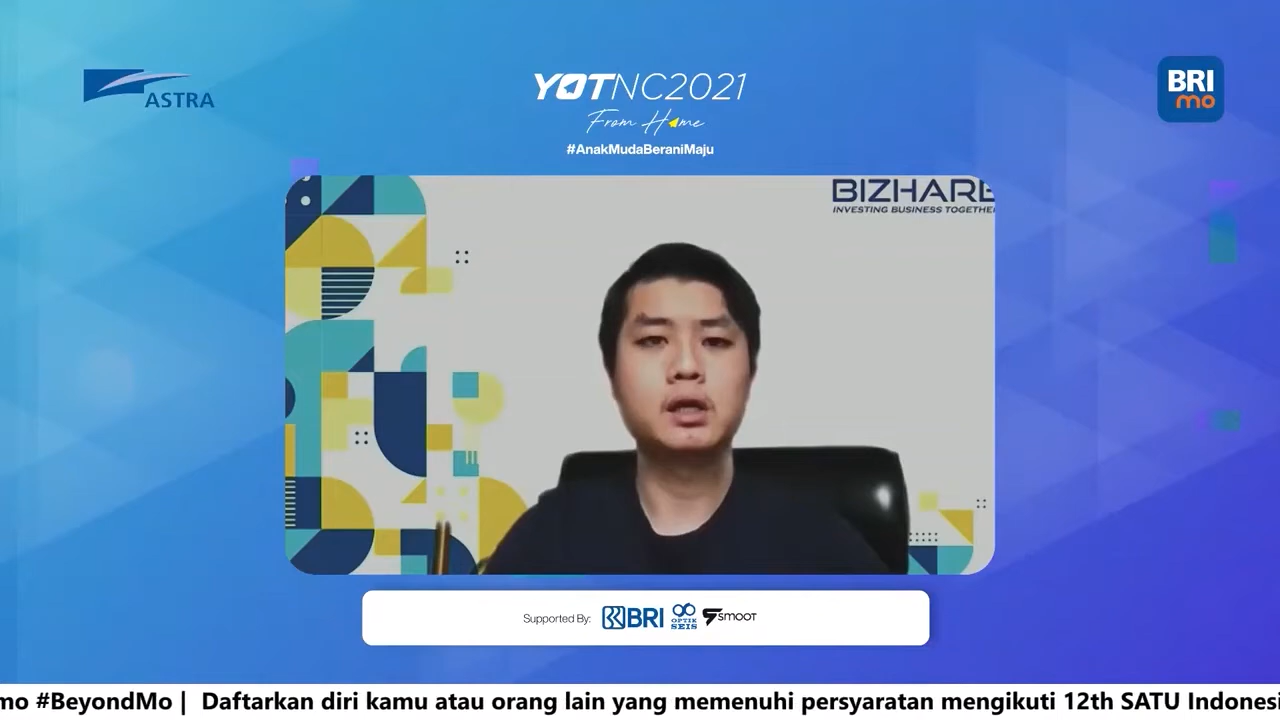 ASTRA
YOTNC2021
From Home
#AnakMudaBeraniMaju
BRI
mo
BIZHARE
INVESTING BUSINESS TOGETHER
Supported By:
BRI
OPTIK
SEIS
SMOOT
mo #BeyondMo | Daftarkan diri kamu atau orang lain yang memenuhi persyaratan mengikuti 12th SATU Indonesi